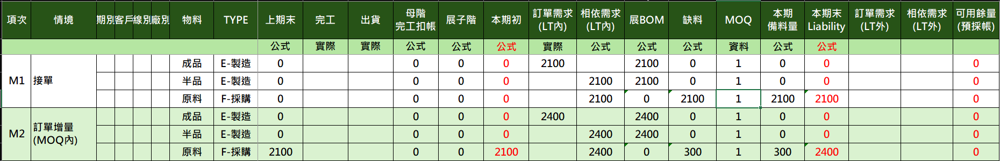 項次 情境 期別 客戶 線別 廠別 物料 TYPE 上期末 完工 出貨 母階 完工扣帳 展子階 本期初 訂單需求 (LT內) 相依需求 (LT內) 展BOM 缺料 MOQ 本期 備料量 本期末 Liability 訂單需求 (LT外) 相依需求 (LT外) 可用餘量 (預採帳)
公式 實際 實際 公式 公式 公式 實際 公式 公式 公式 資料 公式 公式
M1 接單 成品 E-製造 0 0 0 0 2100 2100 0 1 0 0 0
半品 E-製造 0 0 0 0 2100 2100 0 1 0 0 0
原料 F-採購 0 0 0 0 2100 0 2100 1 2100 2100 0
M2 訂單增量 (MOQ內) 成品 E-製造 0 0 0 0 2400 2400 0 1 0 0 0
半品 E-製造 0 0 0 0 2400 2400 0 1 0 0 0
原料 F-採購 2100 0 0 2100 2400 0 300 1 300 2400 0